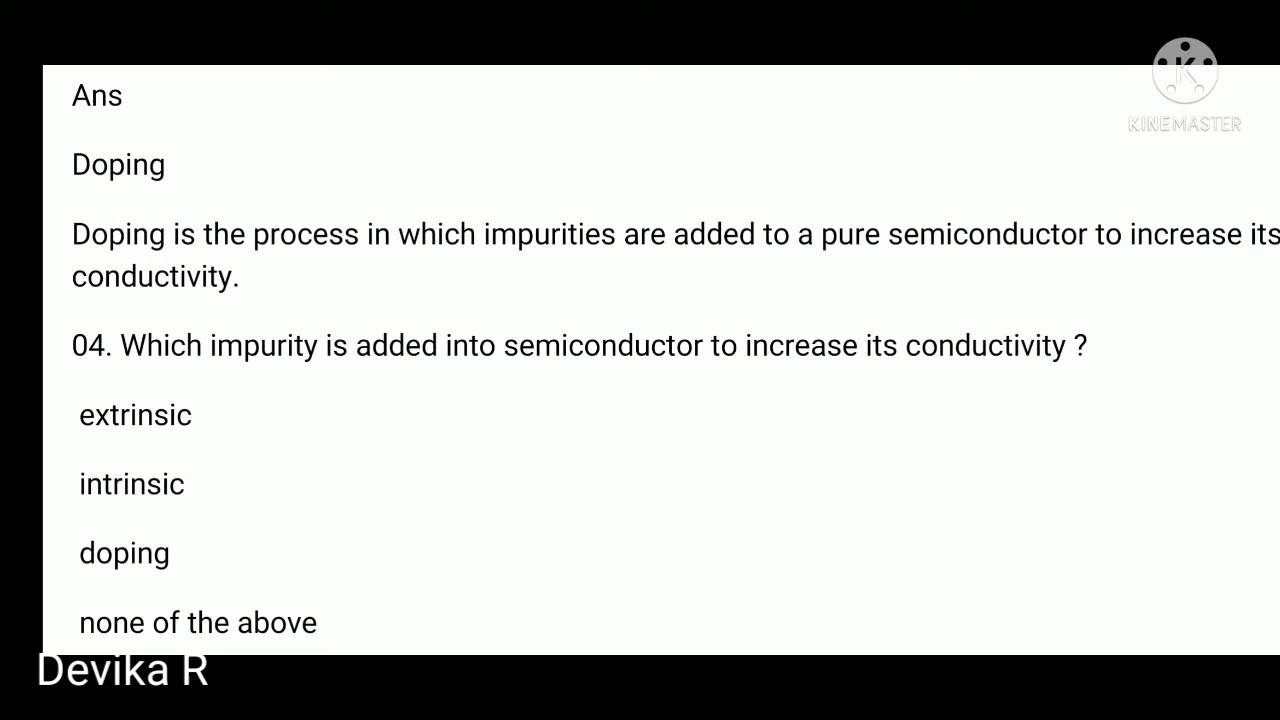 KINEMASTER
Ans
Doping
Doping is the process in which impurities are added to a pure semiconductor to increase its
conductivity.
04. Which impurity is added into semiconductor to increase its conductivity ?
extrinsic
intrinsic
doping
none of the above
Devika R